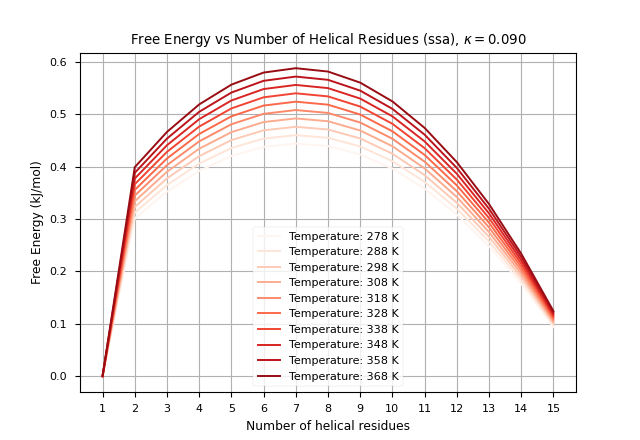 Free Energy vs Number of Helical Residues (ssa), κ = 0.090
Free Energy (kJ/mol)
0.6
0.5
0.4
0.3
0.2
0.1
0.0
Temperature: 278 K
Temperature: 288 K
Temperature: 298 K
Temperature: 308 K
Temperature: 318 K
Temperature: 328 K
Temperature: 338 K
Temperature: 348 K
Temperature: 358 K
Temperature: 368 K
1 2 3 4 5 6 7 8 9 10 11 12 13 14 15
Number of helical residues